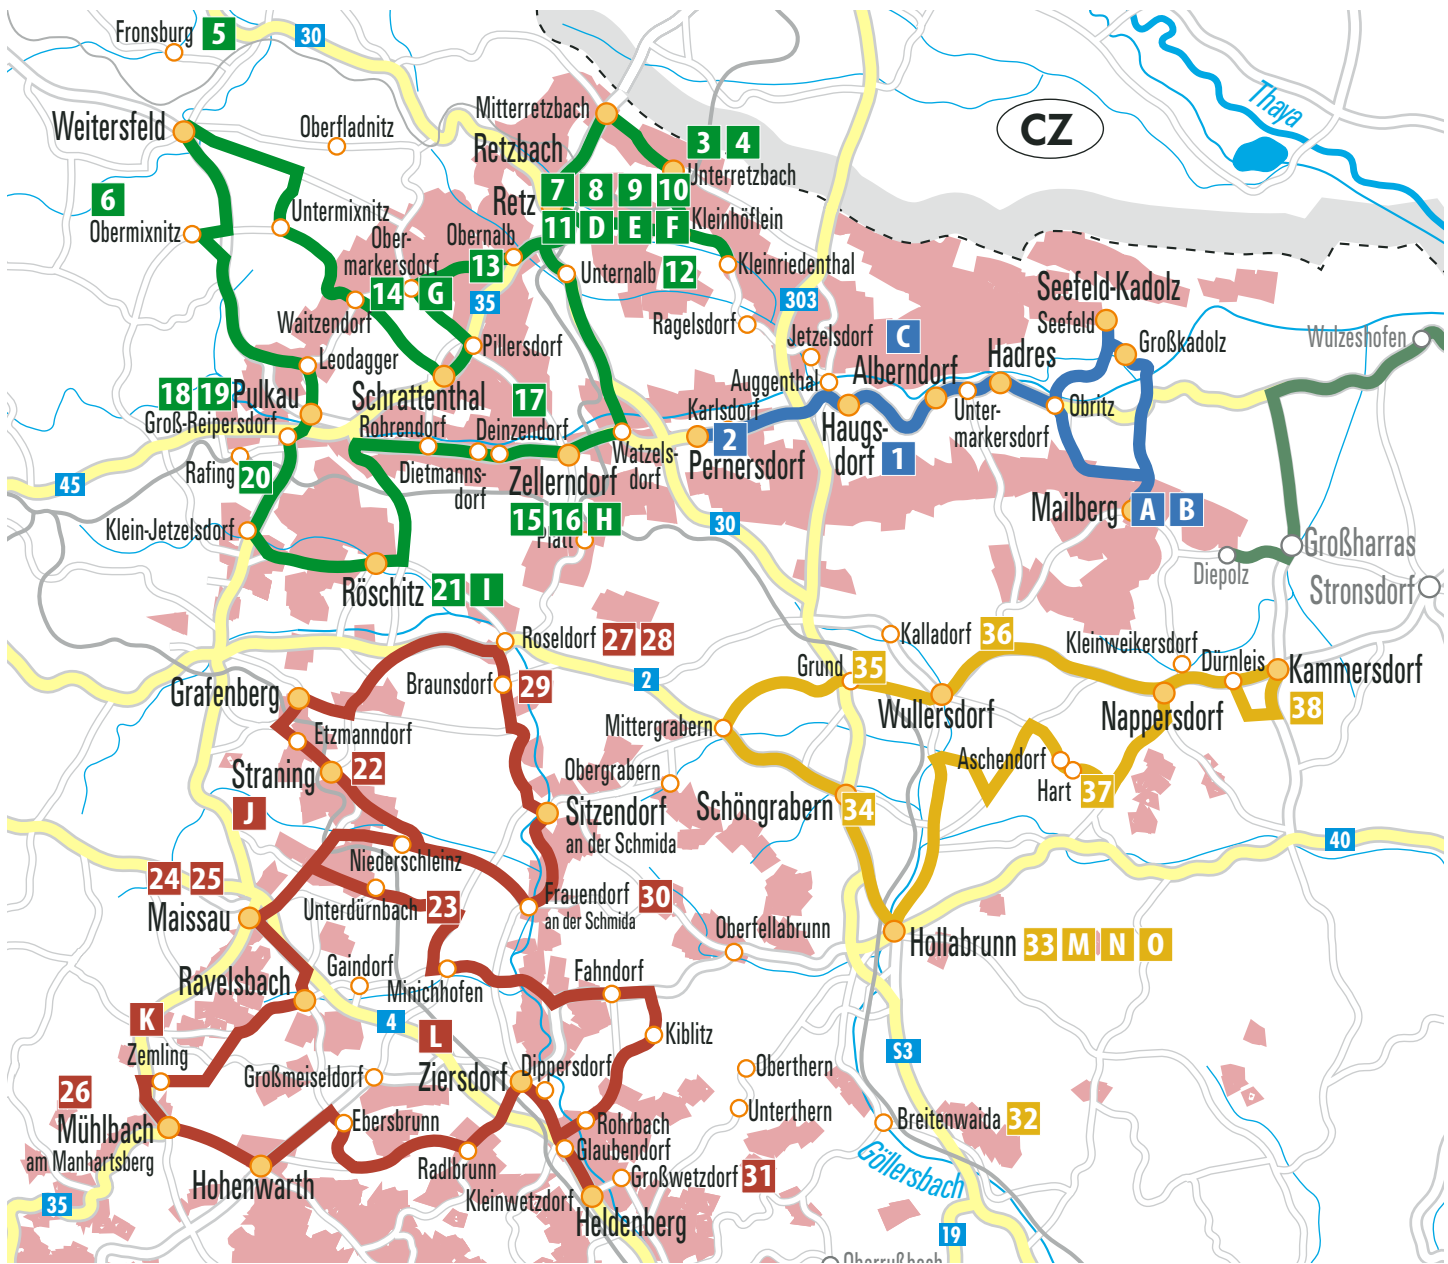 Fronsburg 5
30
Thaya
CZ
Weitersfeld
Oberfladnitz
Mitterretzbach
Retzbach
3 4
Unterretzbach
6
Obermixnitz
Untermixnitz
Retz
7 8 9 10
11 D E F
Kleinhöflein
Obernalb
Ober-
markersdorf
13
Unternalb 12
Kleinriedenthal
14 G
35
303
Waitzendorf
Ragelsdorf
Jetzelsdorf
C
Seefeld-Kadolz
Seefeld
Großkadolz
Wulzeshofen
Leodagger
Pillersdorf
Auggenthal
Alberndorf
Hadres
18 19 Pulkau
Schrattenthal
17
Groß-Reipersdorf
Rohrendorf
Deinzendorf
Karlsdorf
2
Pernersdorf
Haugs-
dorf 1
Unter-
markersdorf
Obritz
Rafing 20
45
Dietmanns-
dorf
Zellerndorf
Watzels-
dorf
15 16 H
Platt
30
Mailberg A B
Klein-Jetzelsdorf
Großharras
Diepolz
Stronsdorf
Röschitz 21 I
Roseldorf 27 28
Kalladorf 36
Kleinweikersdorf
Dürnleis
Kammersdorf
38
Grund 35
2
Grafenberg
Braunsdorf 29
Wullersdorf
Nappersdorf
Mittergrabern
Etzmanndorf
Straning 22
Obergrabern
Aschendorf
Hart 37
J
Sitzendorf
an der Schmida
Schöngrabern 34
40
Niederschleinz
24 25
Maissau
Unterdürnbach 23
Frauendorf 30
an der Schmida
Oberfellabrunn
Hollabrunn 33 M N O
Ravelsbach
Gaindorf
Minichhofen
Fahndorf
K
4
L
Kiblitz
S3
Zemling
Großmeiseldorf
Ziersdorf
Dippersdorf
Oberthern
26
Mühlbach
am Manhartsberg
Ebersbrunn
Rohrbach
Unterthern
Breitenwaida 32
Glaubendorf
Radlbrunn
Göllersbach
Hohenwarth
Großwetzdorf 31
Kleinwetzdorf
Heldenberg
35
19
Oberrußbach